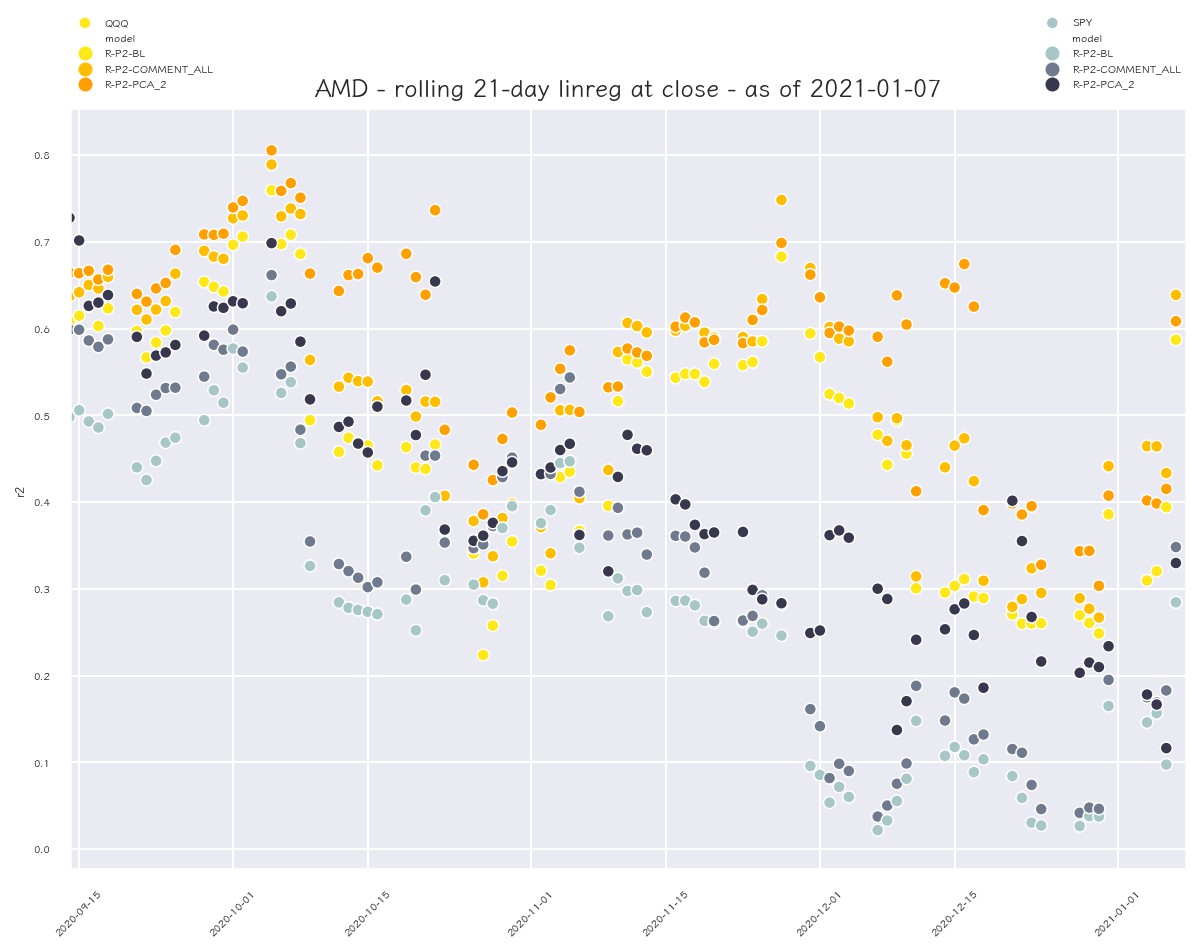 QQQ
model
R-P2-BL
R-P2-COMMENT_ALL
R-P2-PCA_2
SPY
model
R-P2-BL
R-P2-COMMENT_ALL
R-P2-PCA_2
AMD - rolling 21-day linreg at close - as of 2021-01-07
r2
0.8
0.7
0.6
0.5
0.4
0.3
0.2
0.1
0.0
2020-09-15
2020-10-01
2020-10-15
2020-11-01
2020-11-15
2020-12-01
2020-12-15
2021-01-01